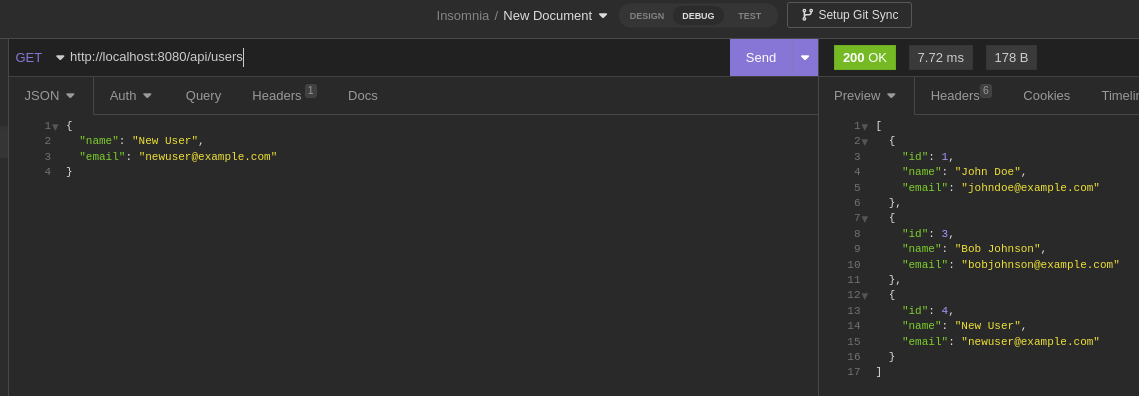 Insomnia / New Document DESIGN DEBUG TEST Setup Git Sync
GET http://localhost:8080/api/users Send 200 OK 7.72 ms 178 B
JSON Auth Query Headers 1 Docs Preview Headers 6 Cookies Timelin
1 {
2 "name": "New User",
3 "email": "newuser@example.com"
4 }
1 [
2 {
3 "id": 1,
4 "name": "John Doe",
5 "email": "johndoe@example.com"
6 },
7 {
8 "id": 3,
9 "name": "Bob Johnson",
10 "email": "bobjohnson@example.com"
11 },
12 {
13 "id": 4,
14 "name": "New User",
15 "email": "newuser@example.com"
16 }
17 ]